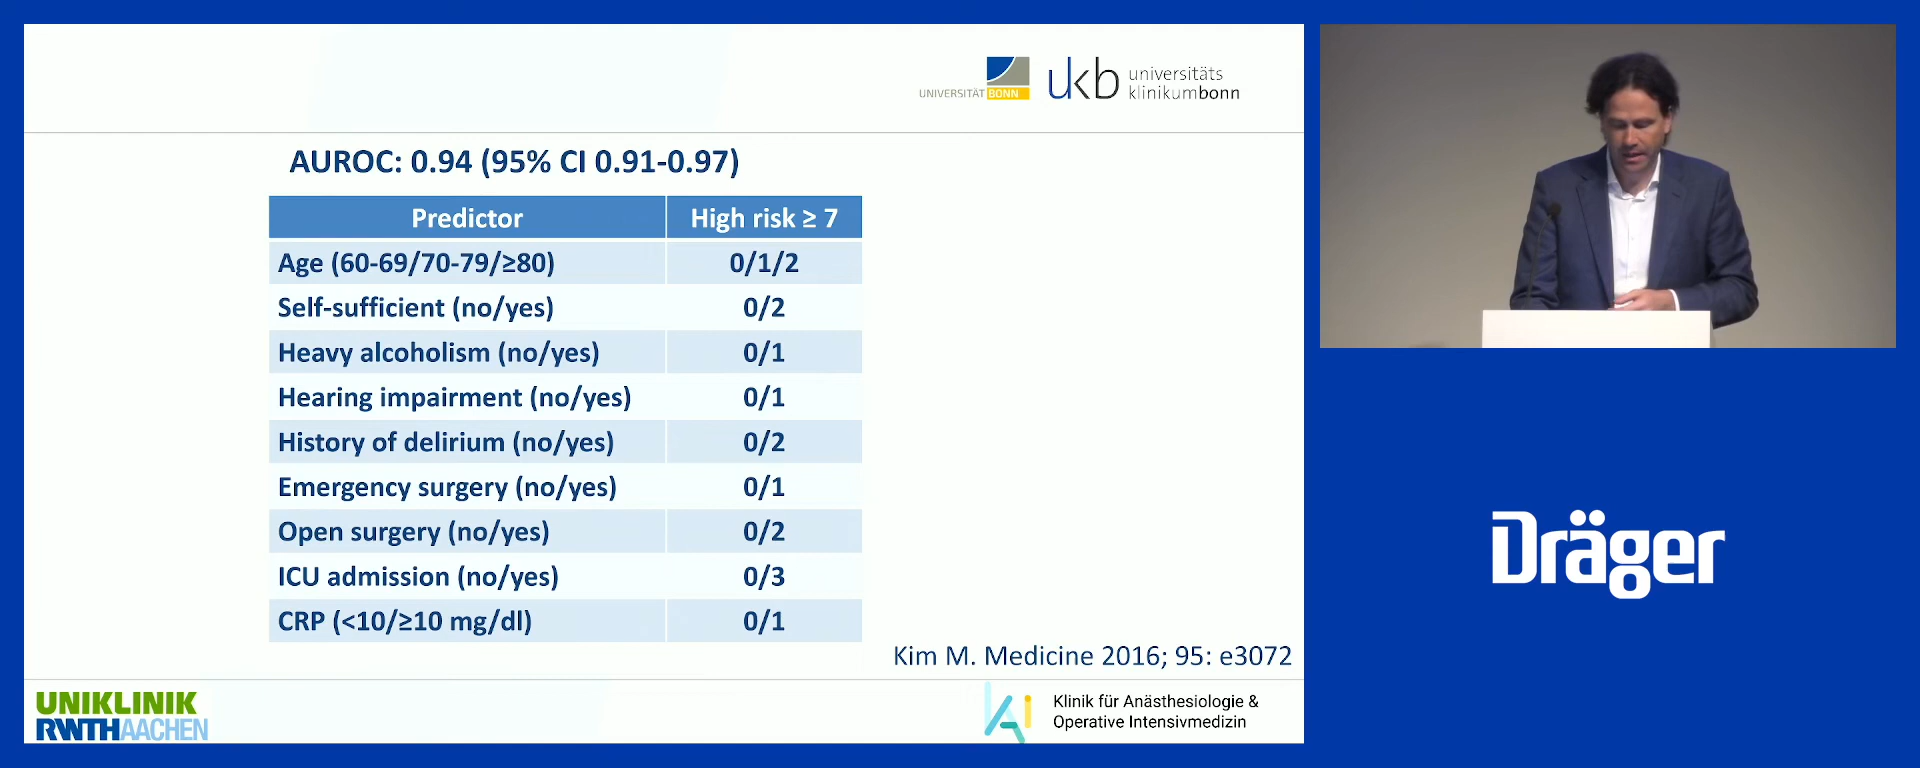 UNIVERSITÄT BONN
ukb universitäts
klinikumbonn
AUROC: 0.94 (95% CI 0.91-0.97)
Predictor High risk ≥ 7
Age (60-69/70-79/≥80) 0/1/2
Self-sufficient (no/yes) 0/2
Heavy alcoholism (no/yes) 0/1
Hearing impairment (no/yes) 0/1
History of delirium (no/yes) 0/2
Emergency surgery (no/yes) 0/1
Open surgery (no/yes) 0/2
ICU admission (no/yes) 0/3
CRP (<10/≥10 mg/dl) 0/1
Kim M. Medicine 2016; 95: e3072
UNIKLINIK
RWTHAACHEN
KAi
Klinik für Anästhesiologie &
Operative Intensivmedizin
Dräger